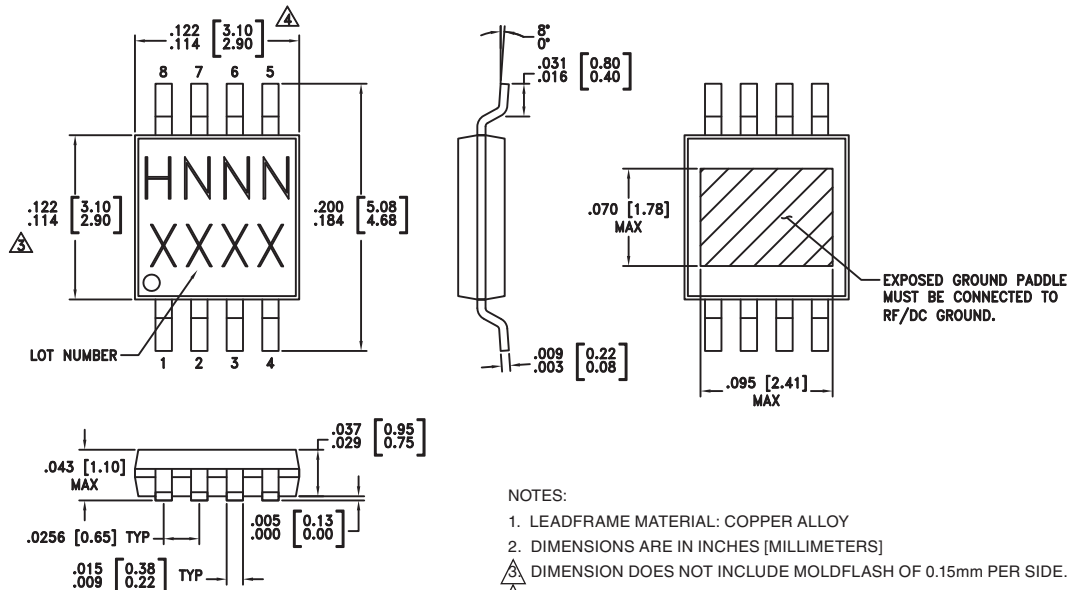 .122 [3.10]
.114 [2.90]
4
8 7 6 5
HNNN
XXXX
.122 [3.10]
.114 [2.90]
3
.200 [5.08]
.184 [4.68]
LOT NUMBER
1 2 3 4
8°
0°
.031 [0.80]
.016 [0.40]
.009 [0.22]
.003 [0.08]
.070 [1.78]
MAX
EXPOSED GROUND PADDLE
MUST BE CONNECTED TO
RF/DC GROUND.
.095 [2.41]
MAX
.037 [0.95]
.029 [0.75]
.043 [1.10]
MAX
.005 [0.13]
.000 [0.00]
.0256 [0.65] TYP
.015 [0.38]
.009 [0.22] TYP
NOTES:
1. LEADFRAME MATERIAL: COPPER ALLOY
2. DIMENSIONS ARE IN INCHES [MILLIMETERS]
3 DIMENSION DOES NOT INCLUDE MOLDFLASH OF 0.15mm PER SIDE.